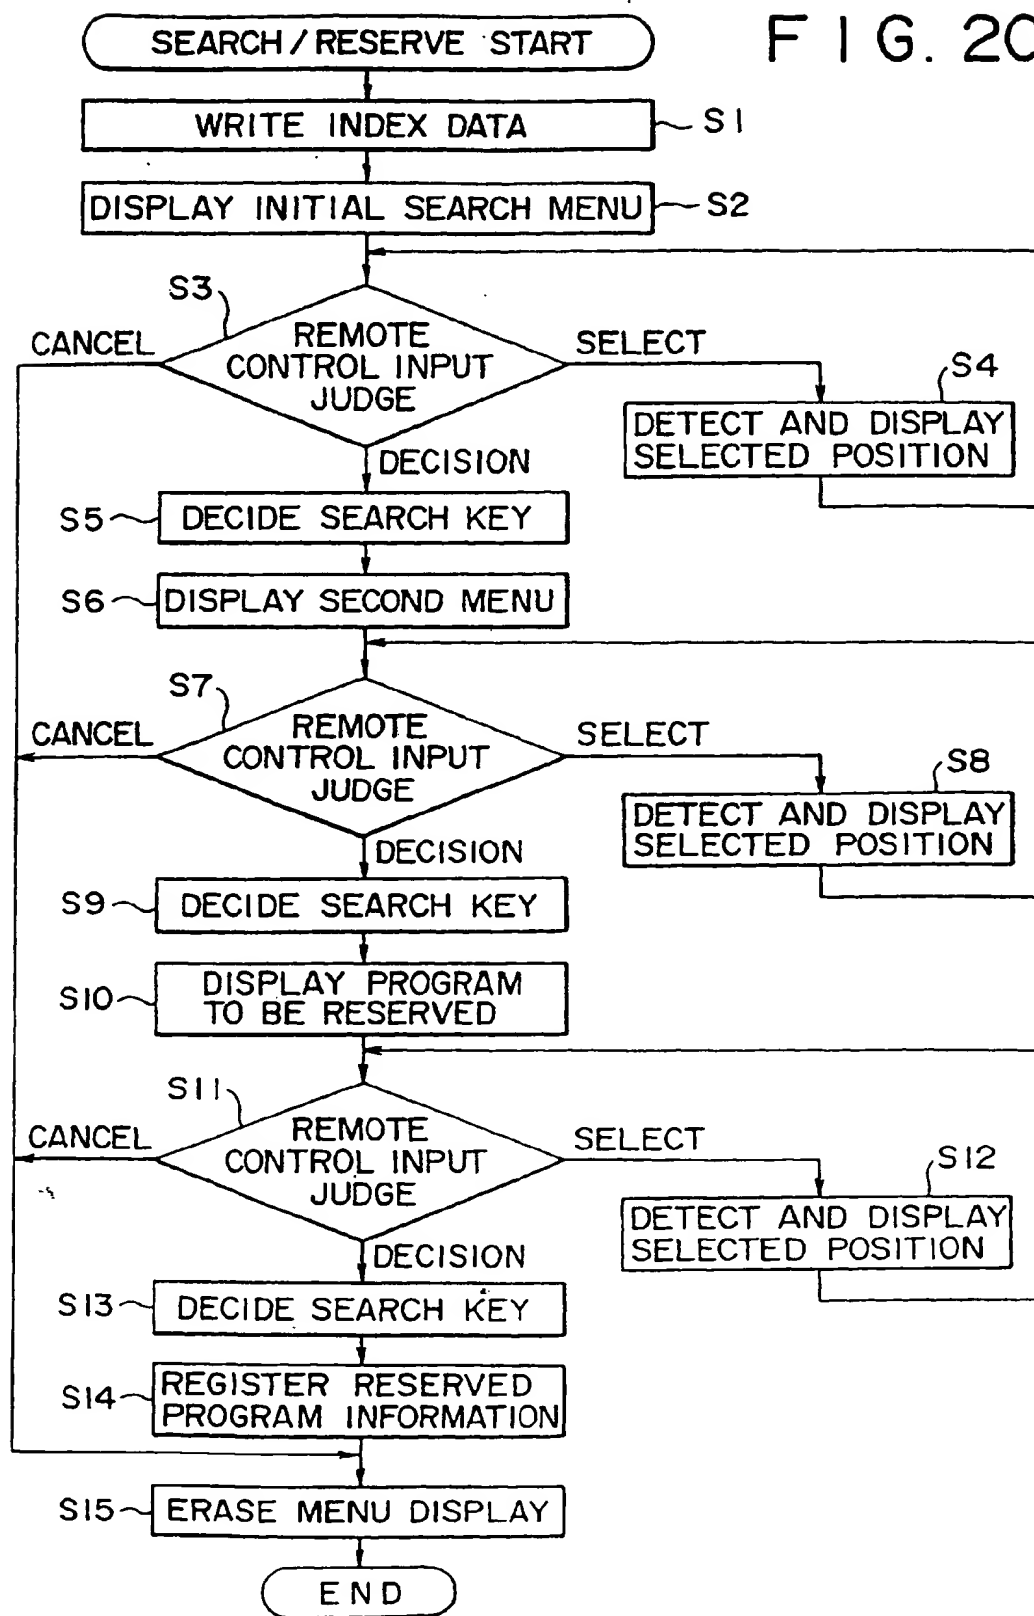 SEARCH / RESERVE START
F I G. 20
WRITE INDEX DATA
S1
DISPLAY INITIAL SEARCH MENU
S2
S3
CANCEL
REMOTE
CONTROL INPUT
JUDGE
SELECT
S4
DETECT AND DISPLAY
SELECTED POSITION
DECISION
S5
DECIDE SEARCH KEY
S6
DISPLAY SECOND MENU
S7
CANCEL
REMOTE
CONTROL INPUT
JUDGE
SELECT
S8
DETECT AND DISPLAY
SELECTED POSITION
DECISION
S9
DECIDE SEARCH KEY
S10
DISPLAY PROGRAM
TO BE RESERVED
S11
CANCEL
REMOTE
CONTROL INPUT
JUDGE
SELECT
S12
DETECT AND DISPLAY
SELECTED POSITION
DECISION
S13
DECIDE SEARCH KEY
S14
REGISTER RESERVED
PROGRAM INFORMATION
S15
ERASE MENU DISPLAY
END